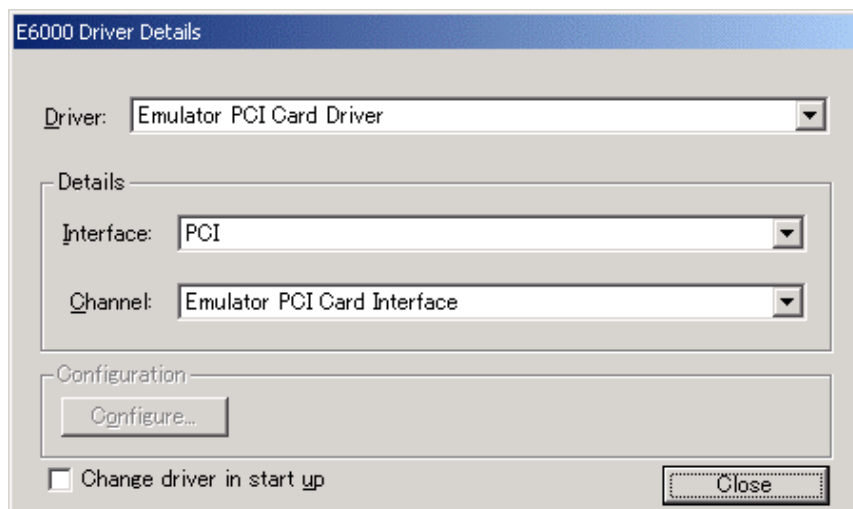 E6000 Driver Details
Driver: Emulator PCI Card Driver
Details
Interface: PCI
Channel: Emulator PCI Card Interface
Configuration
Configure...
Change driver in start up
Close